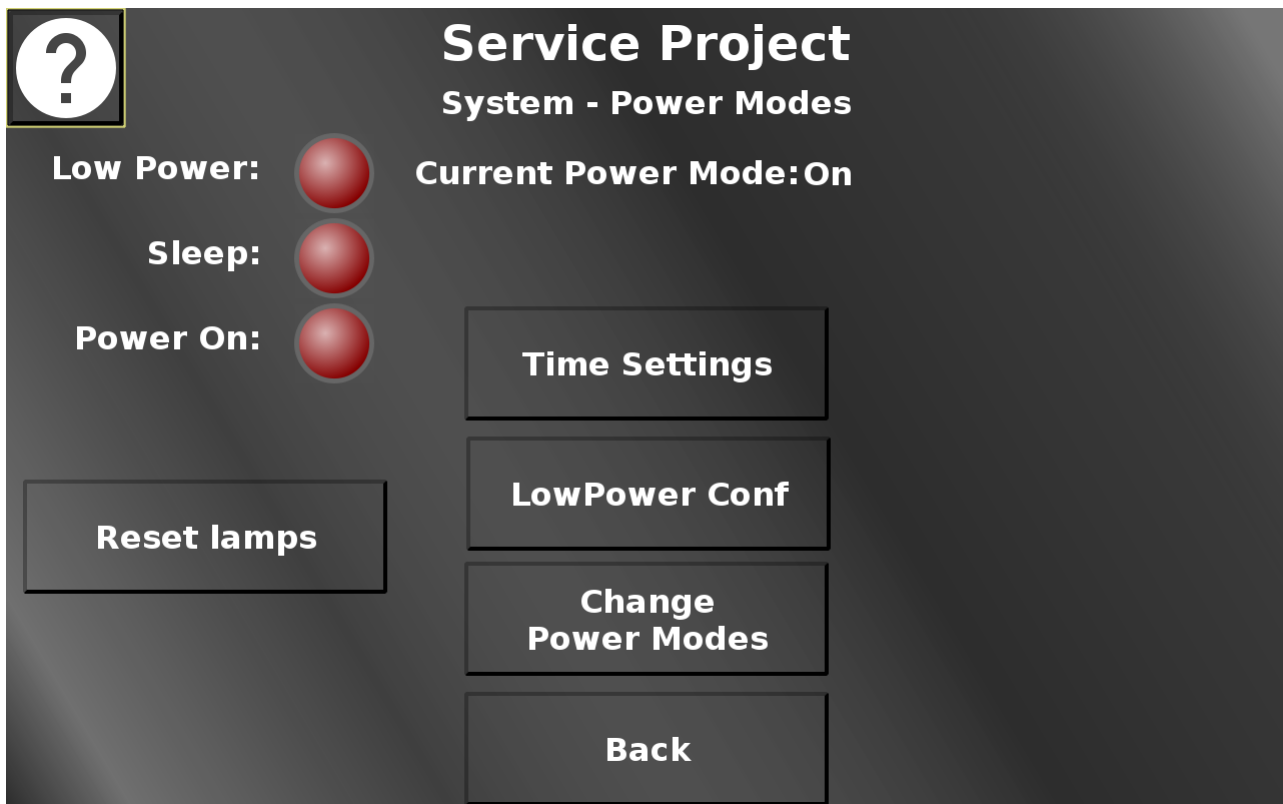 ?
Service Project
System - Power Modes
Low Power:
Current Power Mode: On
Sleep:
Power On:
Time Settings
LowPower Conf
Reset lamps
Change
Power Modes
Back